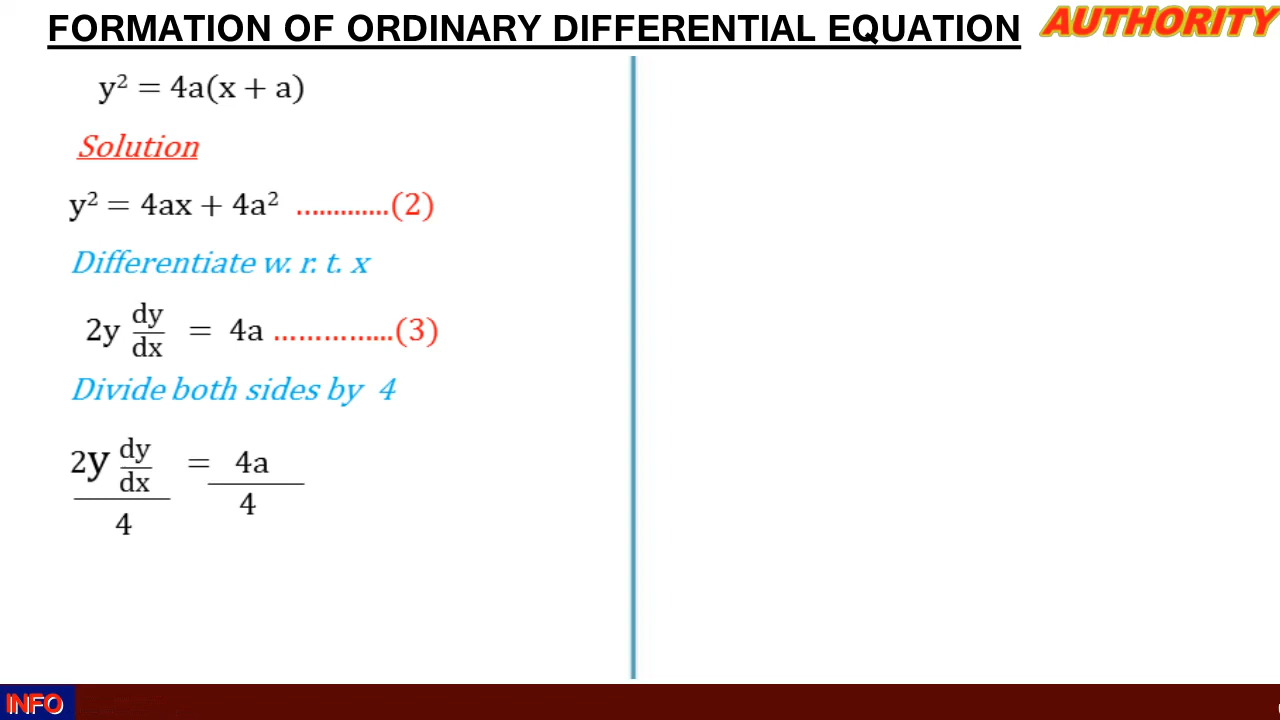 FORMATION OF ORDINARY DIFFERENTIAL EQUATION
AUTHORITY
y² = 4a(x + a)
Solution
y² = 4ax + 4a² .............(2)
Differentiate w. r. t. x
2y dy/dx = 4a ................(3)
Divide both sides by 4
2y dy/dx = 4a
4 4
INFO